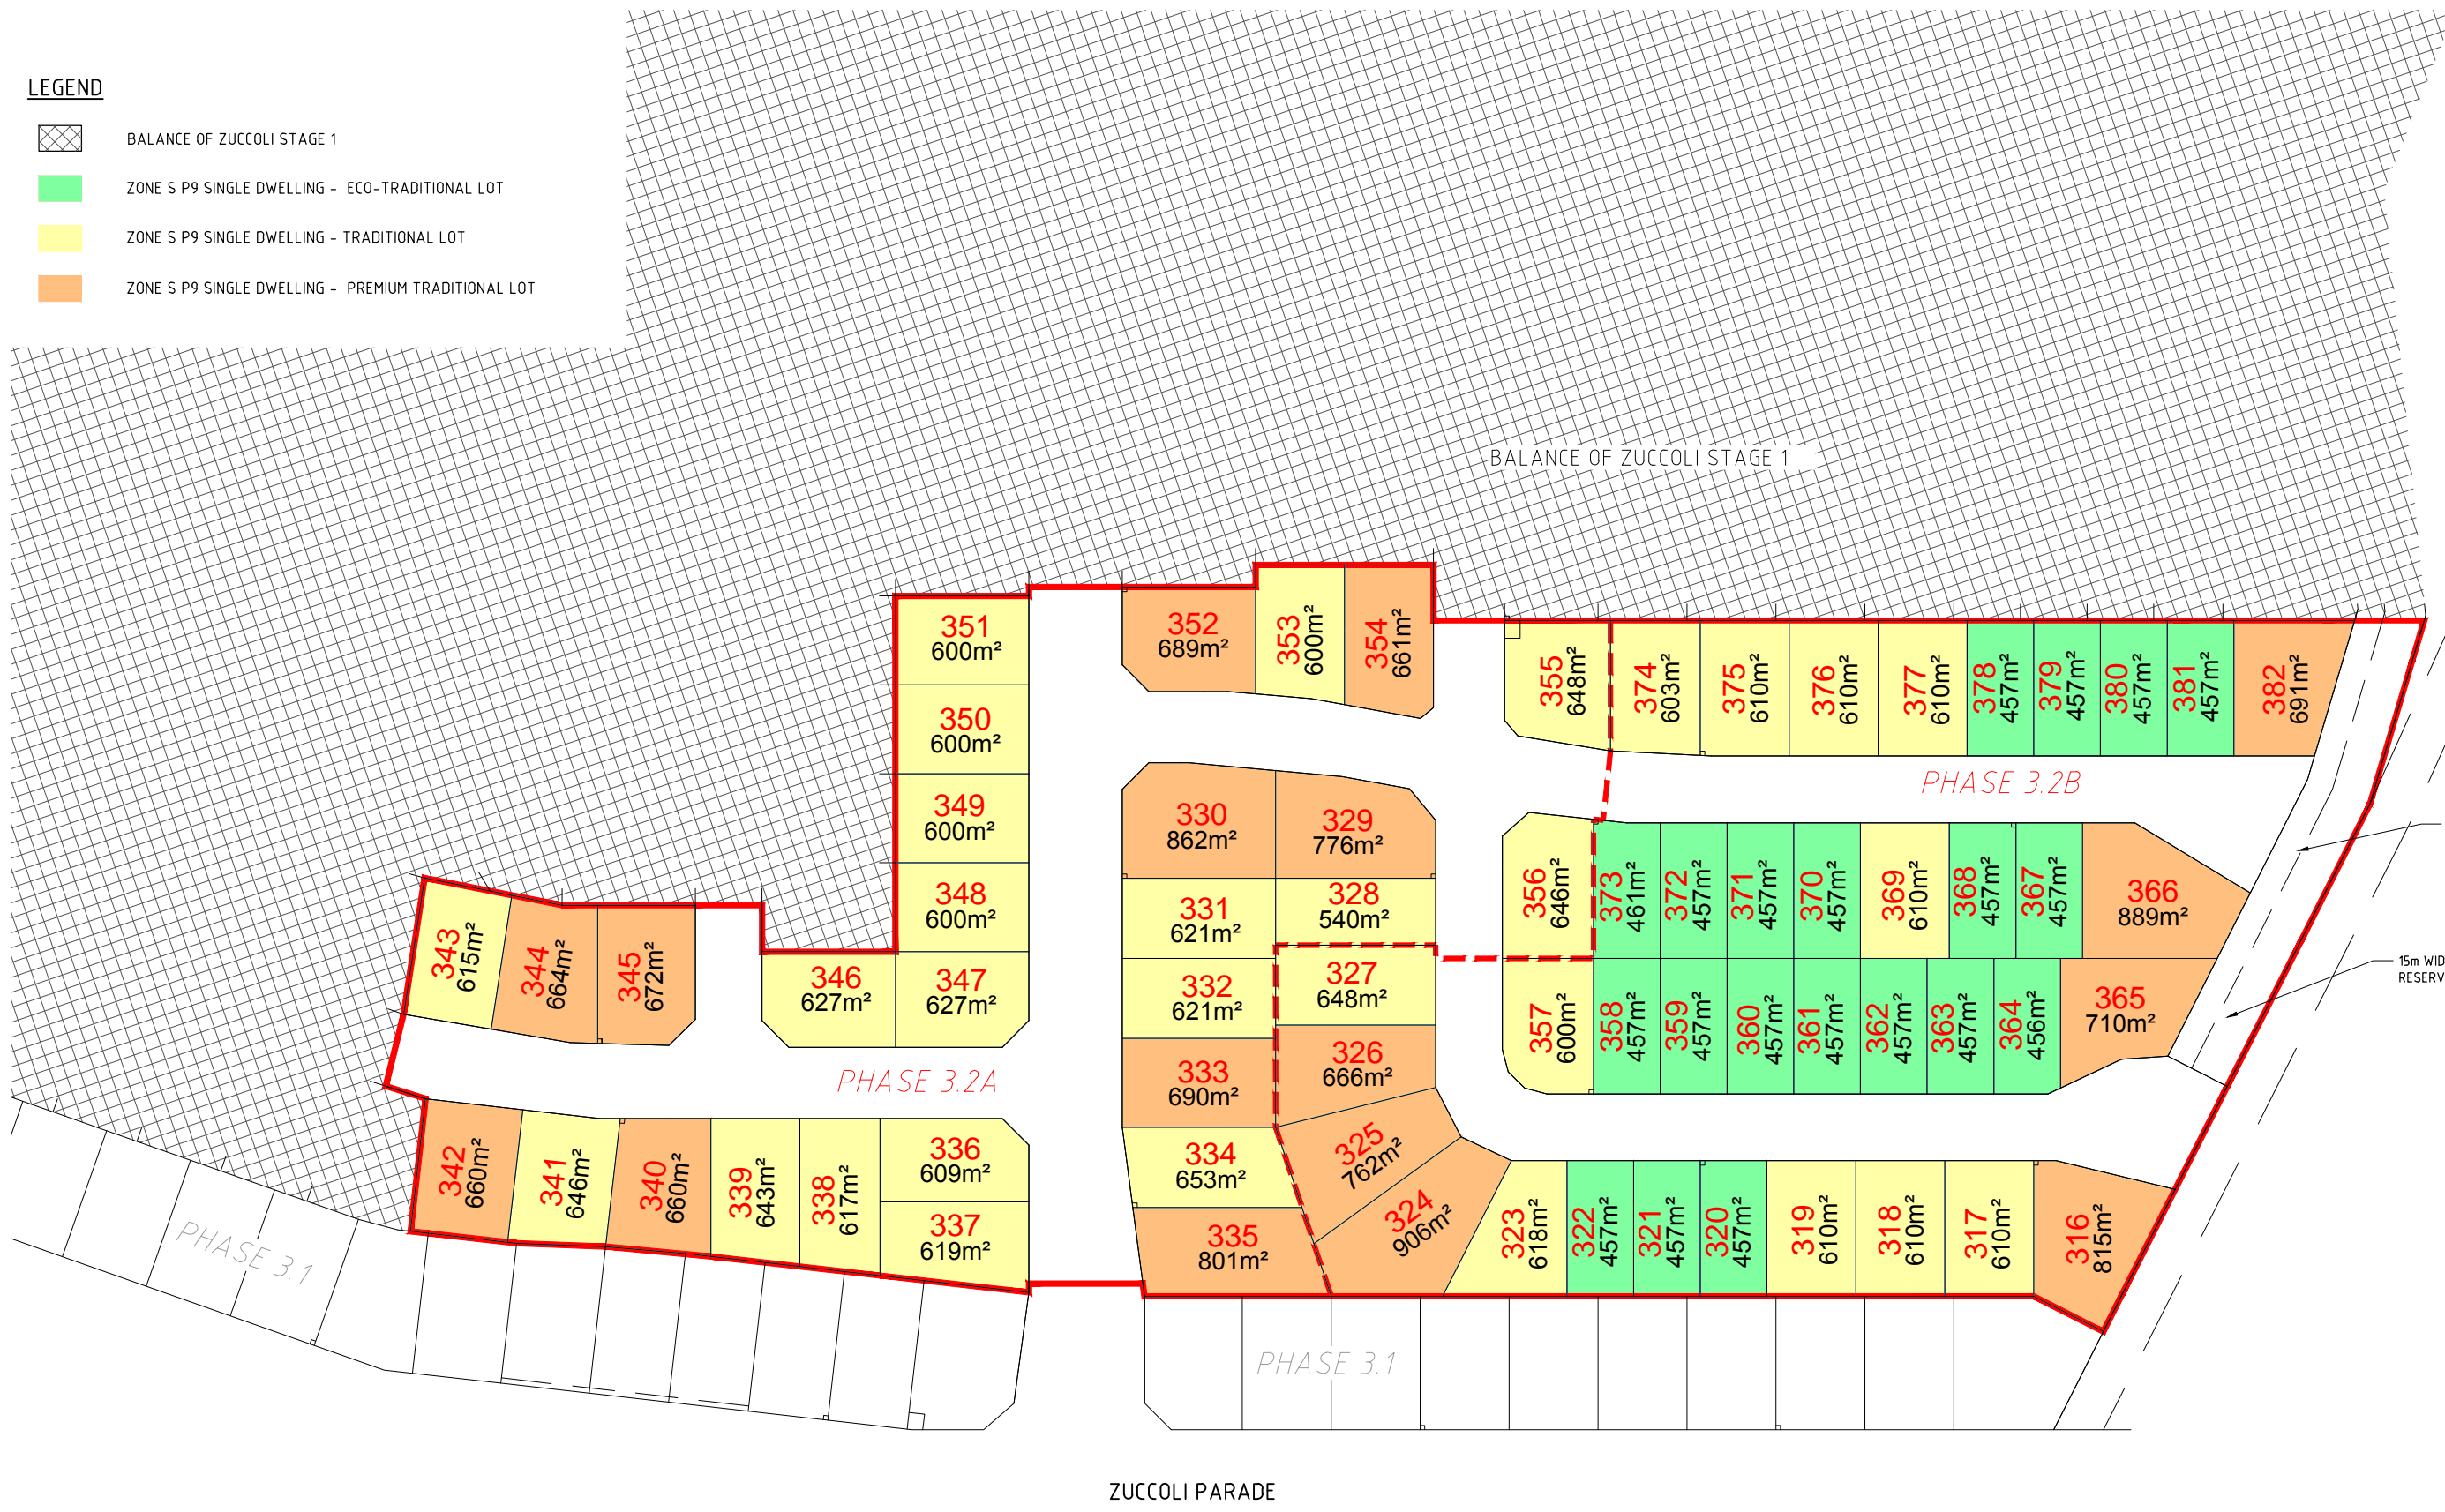 LEGEND
BALANCE OF ZUCCOLI STAGE 1
ZONE S P9 SINGLE DWELLING - ECO-TRADITIONAL LOT
ZONE S P9 SINGLE DWELLING - TRADITIONAL LOT
ZONE S P9 SINGLE DWELLING - PREMIUM TRADITIONAL LOT
BALANCE OF ZUCCOLI STAGE 1
351
600m²
350
600m²
349
600m²
348
600m²
347
627m²
346
627m²
343
615m²
344
664m²
345
672m²
PHASE 3.2A
342
660m²
341
646m²
340
660m²
339
643m²
338
617m²
336
609m²
337
619m²
352
689m²
353
600m²
354
661m²
330
862m²
329
776m²
331
621m²
328
540m²
332
621m²
327
648m²
333
690m²
326
666m²
334
653m²
325
762m²
335
801m²
324
906m²
355
648m²
374
603m²
375
610m²
376
610m²
377
610m²
378
457m²
379
457m²
380
457m²
381
457m²
382
691m²
PHASE 3.2B
356
646m²
373
461m²
372
457m²
371
457m²
370
457m²
369
610m²
368
457m²
367
457m²
366
889m²
357
600m²
358
457m²
359
457m²
360
457m²
361
457m²
362
457m²
363
457m²
364
456m²
365
710m²
15m WID
RESERV
323
618m²
322
457m²
321
457m²
320
457m²
319
610m²
318
610m²
317
610m²
316
815m²
PHASE 3.1
PHASE 3.1
ZUCCOLI PARADE